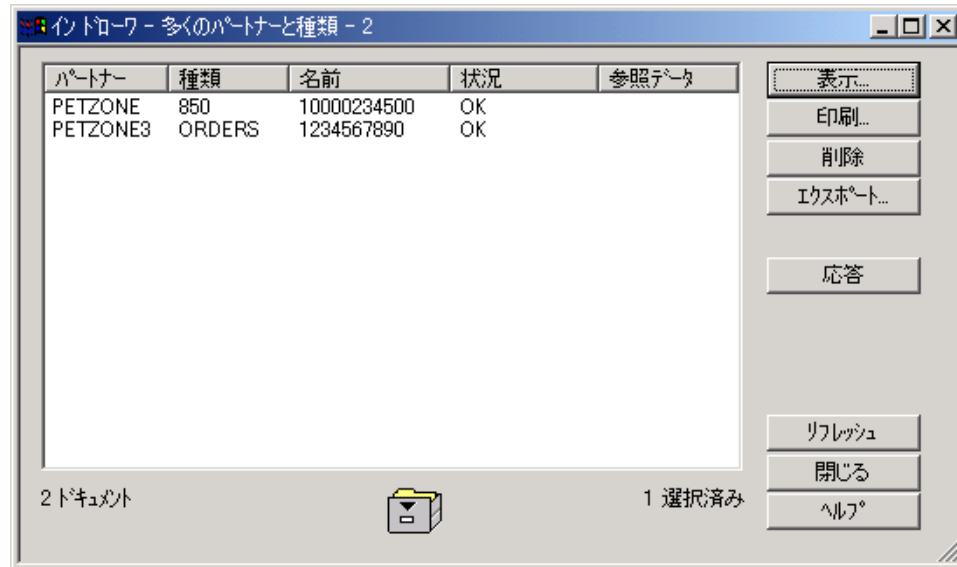 イン ドローワ - 多くのパートナーと種類 - 2
パートナー 種類 名前 状況 参照データ
PETZONE 850 10000234500 OK
PETZONE3 ORDERS 1234567890 OK
表示...
印刷...
削除
エクスポート...
応答
リフレッシュ
閉じる
ヘルプ
2 ドキュメント
1 選択済み